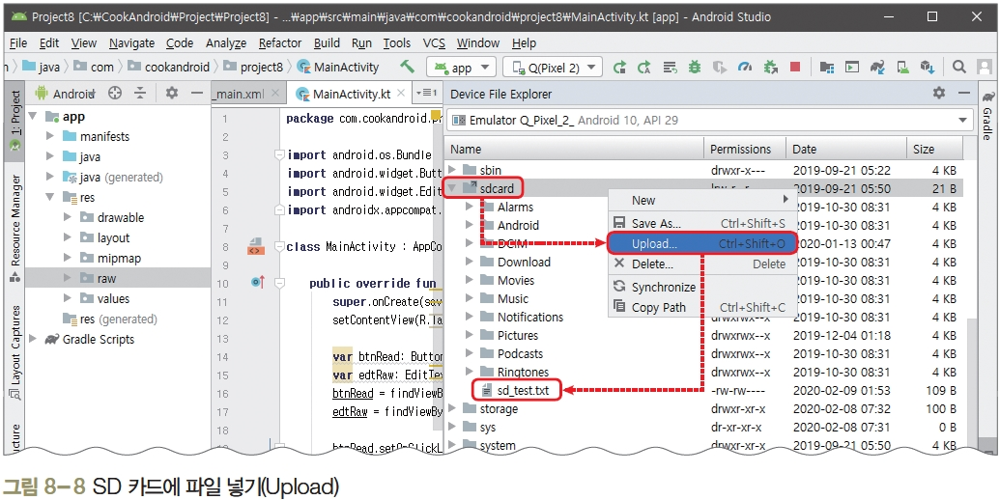 Project8 [C:₩CookAndroid₩Project₩Project8] - ...₩app₩src₩main₩java₩com₩cookandroid₩project8₩MainActivity.kt [app] - Android Studio
File Edit View Navigate Code Analyze Refactor Build Run Tools VCS Window Help
java com cookandroid project8 MainActivity app Q(Pixel 2)
1: Project
Resource Manager
Layout Captures
Gradle
Android
app
manifests
java
java (generated)
res
drawable
layout
mipmap
raw
values
res (generated)
Gradle Scripts
_main.xml MainActivity.kt
1 package com.cookandroid.pr
2
3 import android.os.Bundle
4 import android.widget.Butt
5 import android.widget.Edit
6 import androidx.appcompat.
7
8 class MainActivity : AppCo
9
10 public override fun
11 super.onCreate(sav
12 setContentView(R.la
13
14 var btnRead: Button
15 var edtRaw: EditTex
16 btnRead = findViewBy
17 edtRaw = findViewBy
18
btnRead.setOnClickL
Device File Explorer
Emulator Q_Pixel_2_ Android 10, API 29
Name Permissions Date Size
sbin drwxr-x--- 2019-09-21 05:22 4 KB
sdcard 2019-09-21 05:50 21 B
Alarms 2019-10-30 08:31 4 KB
Android 2019-10-30 08:31 4 KB
DCIM 2020-01-13 00:47 4 KB
Download 2019-10-30 08:31 4 KB
Movies 2019-10-30 08:31 4 KB
Music 2019-10-30 08:31 4 KB
Notifications drwxrwx--x 2019-10-30 08:31 4 KB
Pictures drwxrwx--x 2019-12-04 01:18 4 KB
Podcasts drwxrwx--x 2019-10-30 08:31 4 KB
Ringtones drwxrwx--x 2019-10-30 08:31 4 KB
sd_test.txt -rw-rw---- 2020-02-09 01:53 109 B
storage drwxr-xr-x 2020-02-08 07:32 100 B
sys dr-xr-xr-x 2020-02-08 07:31 0 B
system drwxr-xr-x 2019-09-21 05:50 4 KB
New
Save As... Ctrl+Shift+S
Upload... Ctrl+Shift+O
Delete... Delete
Synchronize
Copy Path Ctrl+Shift+C
그림 8-8 SD 카드에 파일 넣기(Upload)